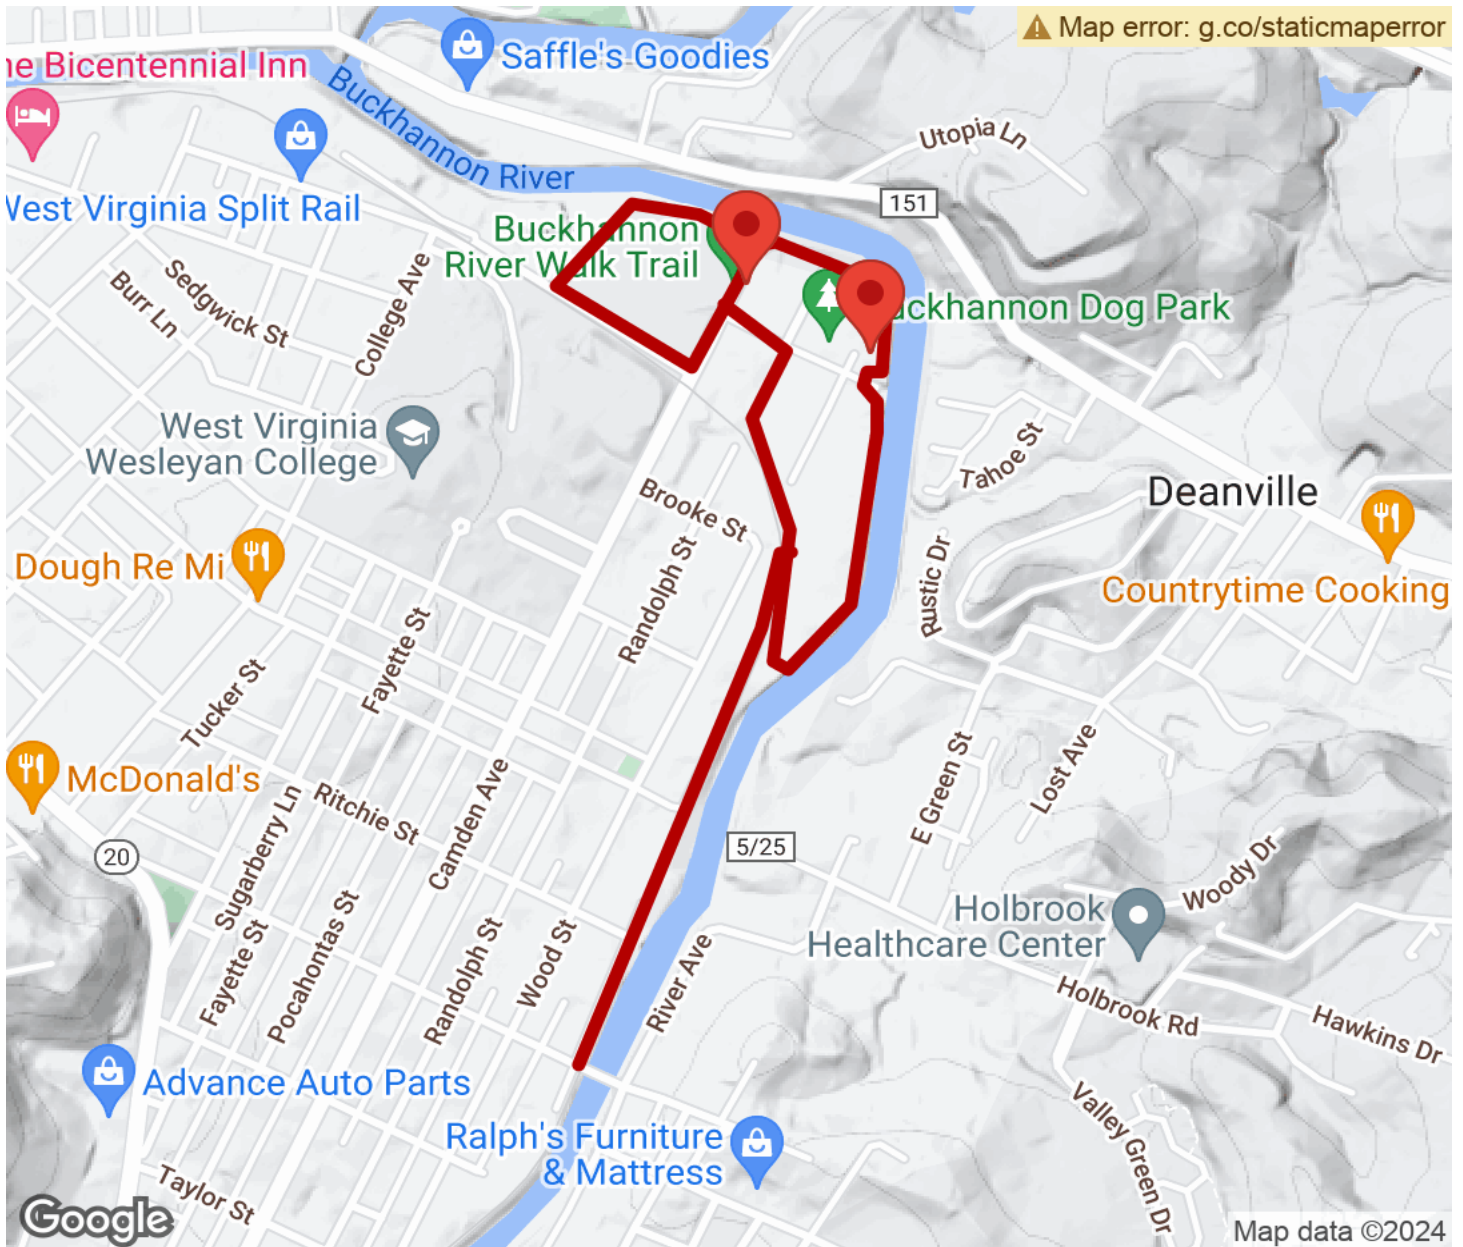 Map error: g.co/staticmaperror
he Bicentennial Inn
Saffle's Goodies
Buckhannon River
Utopia Ln
151
West Virginia Split Rail
Buckhannon
River Walk Trail
Sedgwick St
Burr Ln
College Ave
uckhannon Dog Park
West Virginia
Wesleyan College
Tahoe St
Deanville
Brooke St
Randolph St
Rustic Dr
Dough Re Mi
Countrytime Cooking
Fayette St
Tucker St
McDonald's
Ritchie St
Camden Ave
E Green St
Lost Ave
5/25
20
Sugarberry Ln
Woody Dr
Fayette St
Pocahontas St
Randolph St
Wood St
River Ave
Holbrook
Healthcare Center
Holbrook Rd
Hawkins Dr
Advance Auto Parts
Valley Green Dr
Ralph's Furniture
& Mattress
Taylor St
Google
Map data ©2024